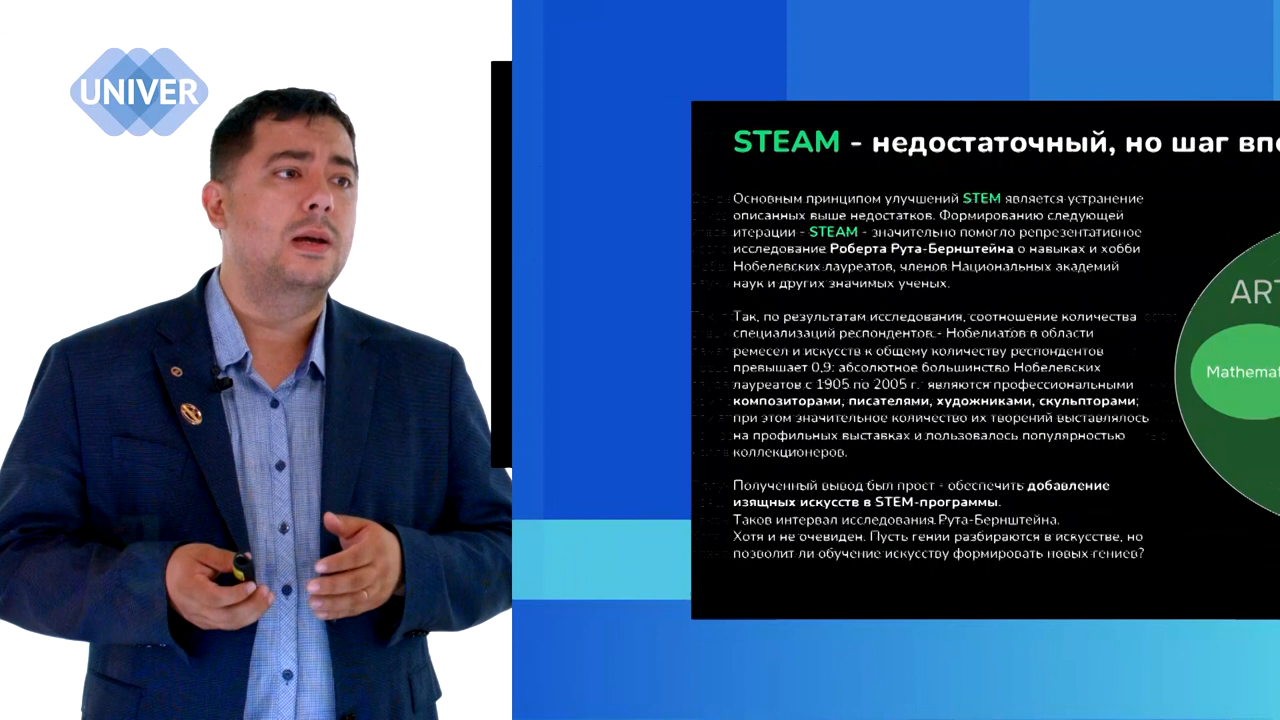 UNIVER
STEAM - недостаточный, но шаг
Основным принципом улучшений STEM является устранение
описанных выше недостатков. Формированию следующей
итерации - STEAM - значительно помогло репрезентативное
исследование Роберта Рута-Бернштейна о навыках и хобби
Нобелевских лауреатов, членов Национальных академий
наук и других значимых ученых.
Так, по результатам исследования, соотношение количества
специализаций респондентов - Нобелиатов в области
ремесел и искусств к общему количеству респондентов
превышает 0,9: абсолютное большинство Нобелевских
лауреатов с 1905 по 2005 г. являются профессиональными
композиторами, писателями, художниками, скульпторами;
при этом значительное количество их творений выставлялось
на профильных выставках и пользовалось популярностью
коллекционеров.
Полученный вывод был прост - обеспечить добавление
изящных искусств в STEM-программы.
Таков интервал исследования Рута-Бернштейна.
Хотя и не очевиден. Пусть гении разбираются в искусстве, но
позволит ли обучение искусству формировать новых гениев?